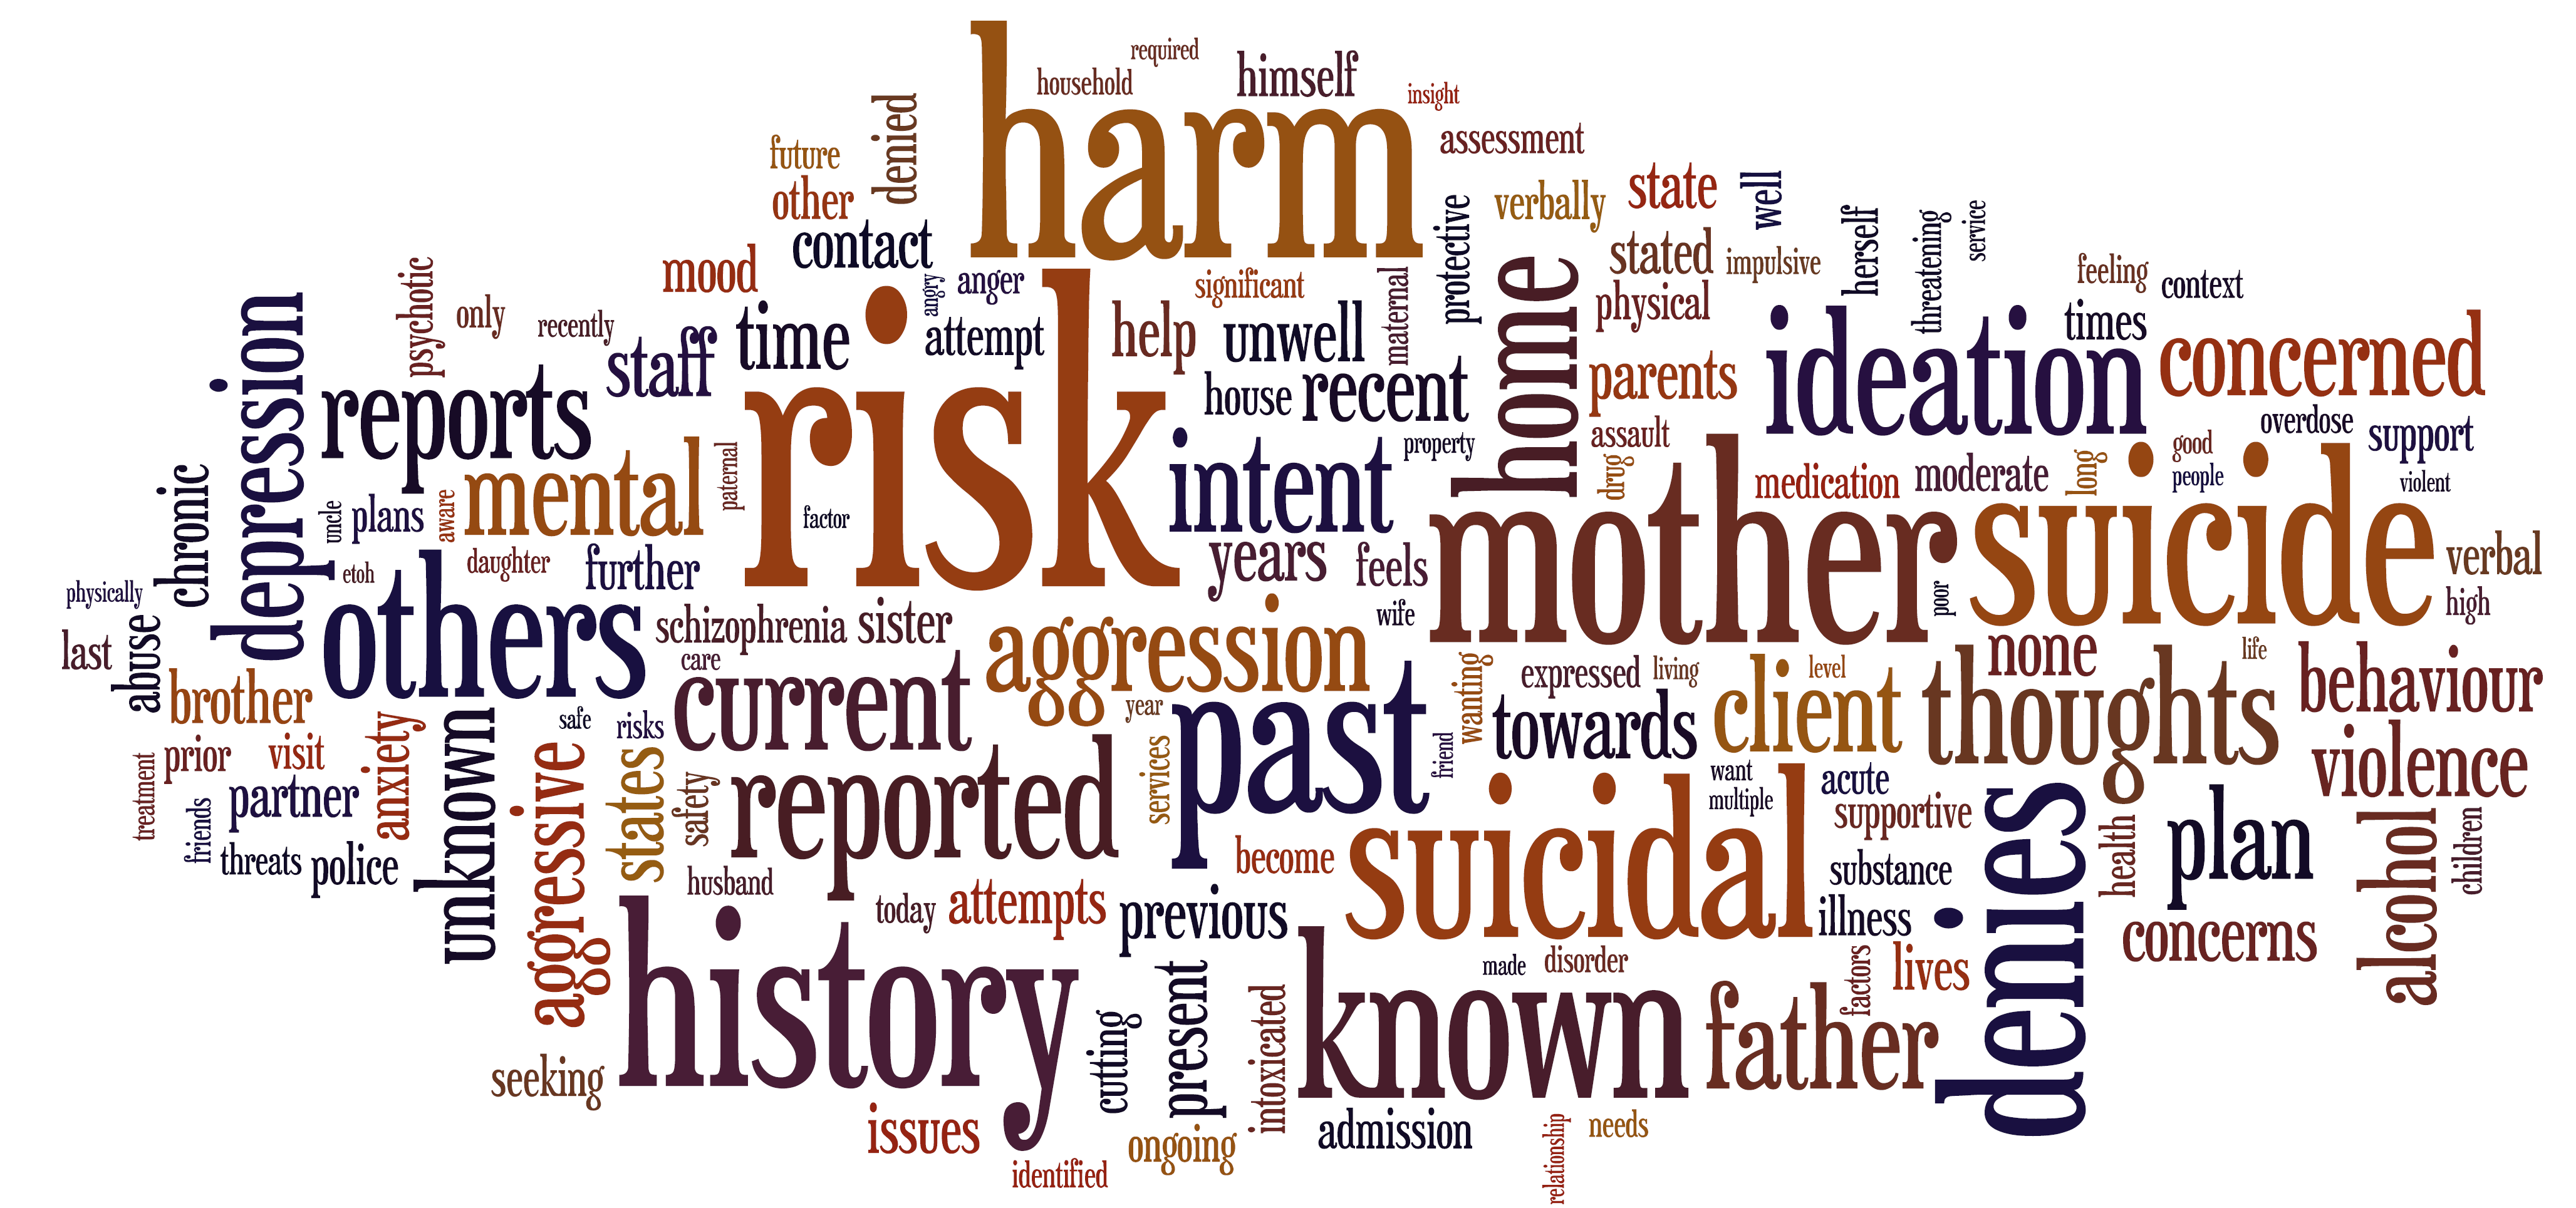 required
household
himself
insight
harm
denied
assessment
future
other
contact
verbally
state
well
protective
stated
impulsive
herself
threatening
service
mood
angry
anger
significant
maternal
home
physical
feeling
context
psychotic
only
recently
staff
time
attempt
help
unwell
risk
house
recent
parents
ideation
times
concerned
depression
reports
mental
paternal
factor
intent
property
assault
drug
medication
moderate
long
good
people
overdose
support
violent
chronic
uncle
plans
aware
daughter
further
years
feels
mother
suicide
verbal
high
physically
etoh
others
schizophrenia
sister
wife
poor
last
abuse
brother
care
current
aggression
year
past
wanting
expressed
living
level
none
life
thoughts
behaviour
towards
client
friend
violence
safe
risks
prior
visit
anxiety
unknown
treatment
partner
friends
threats
police
aggressive
states
safety
reported
services
become
suicidal
want
multiple
acute
supportive
denies
health
plan
alcohol
children
husband
today
attempts
previous
substance
illness
concerns
history
known
made
disorder
factors
lives
father
seeking
cutting
present
intoxicated
issues
identified
ongoing
admission
relationship
needs